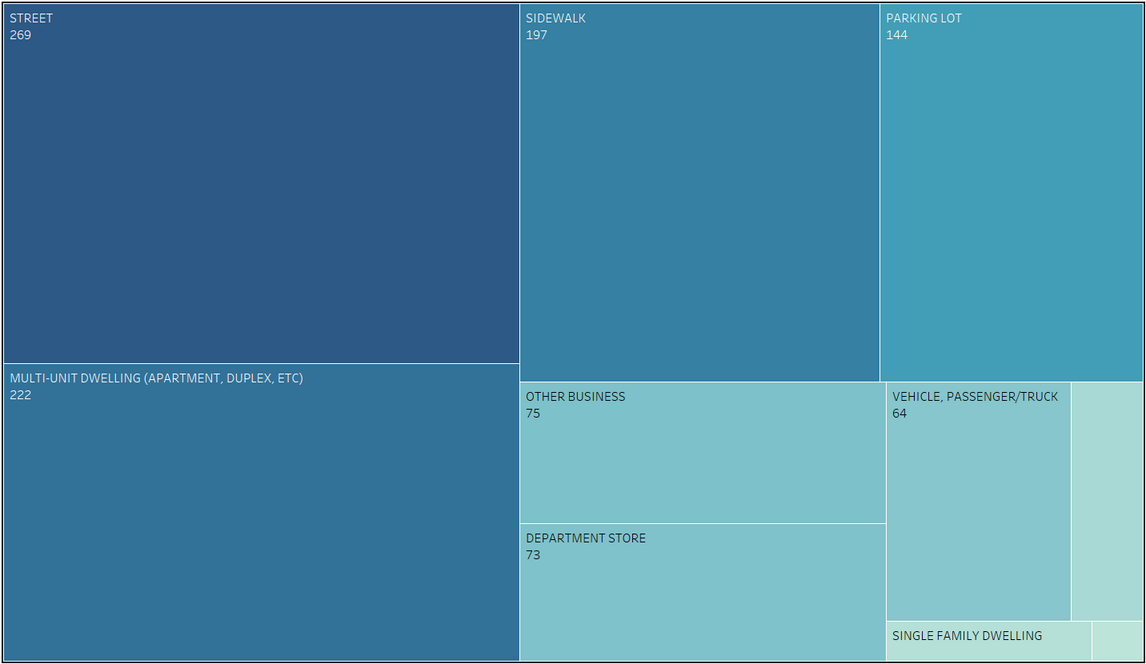 STREET
269
SIDEWALK
197
PARKING LOT
144
MULTI-UNIT DWELLING (APARTMENT, DUPLEX, ETC)
222
OTHER BUSINESS
75
VEHICLE, PASSENGER/TRUCK
64
DEPARTMENT STORE
73
SINGLE FAMILY DWELLING